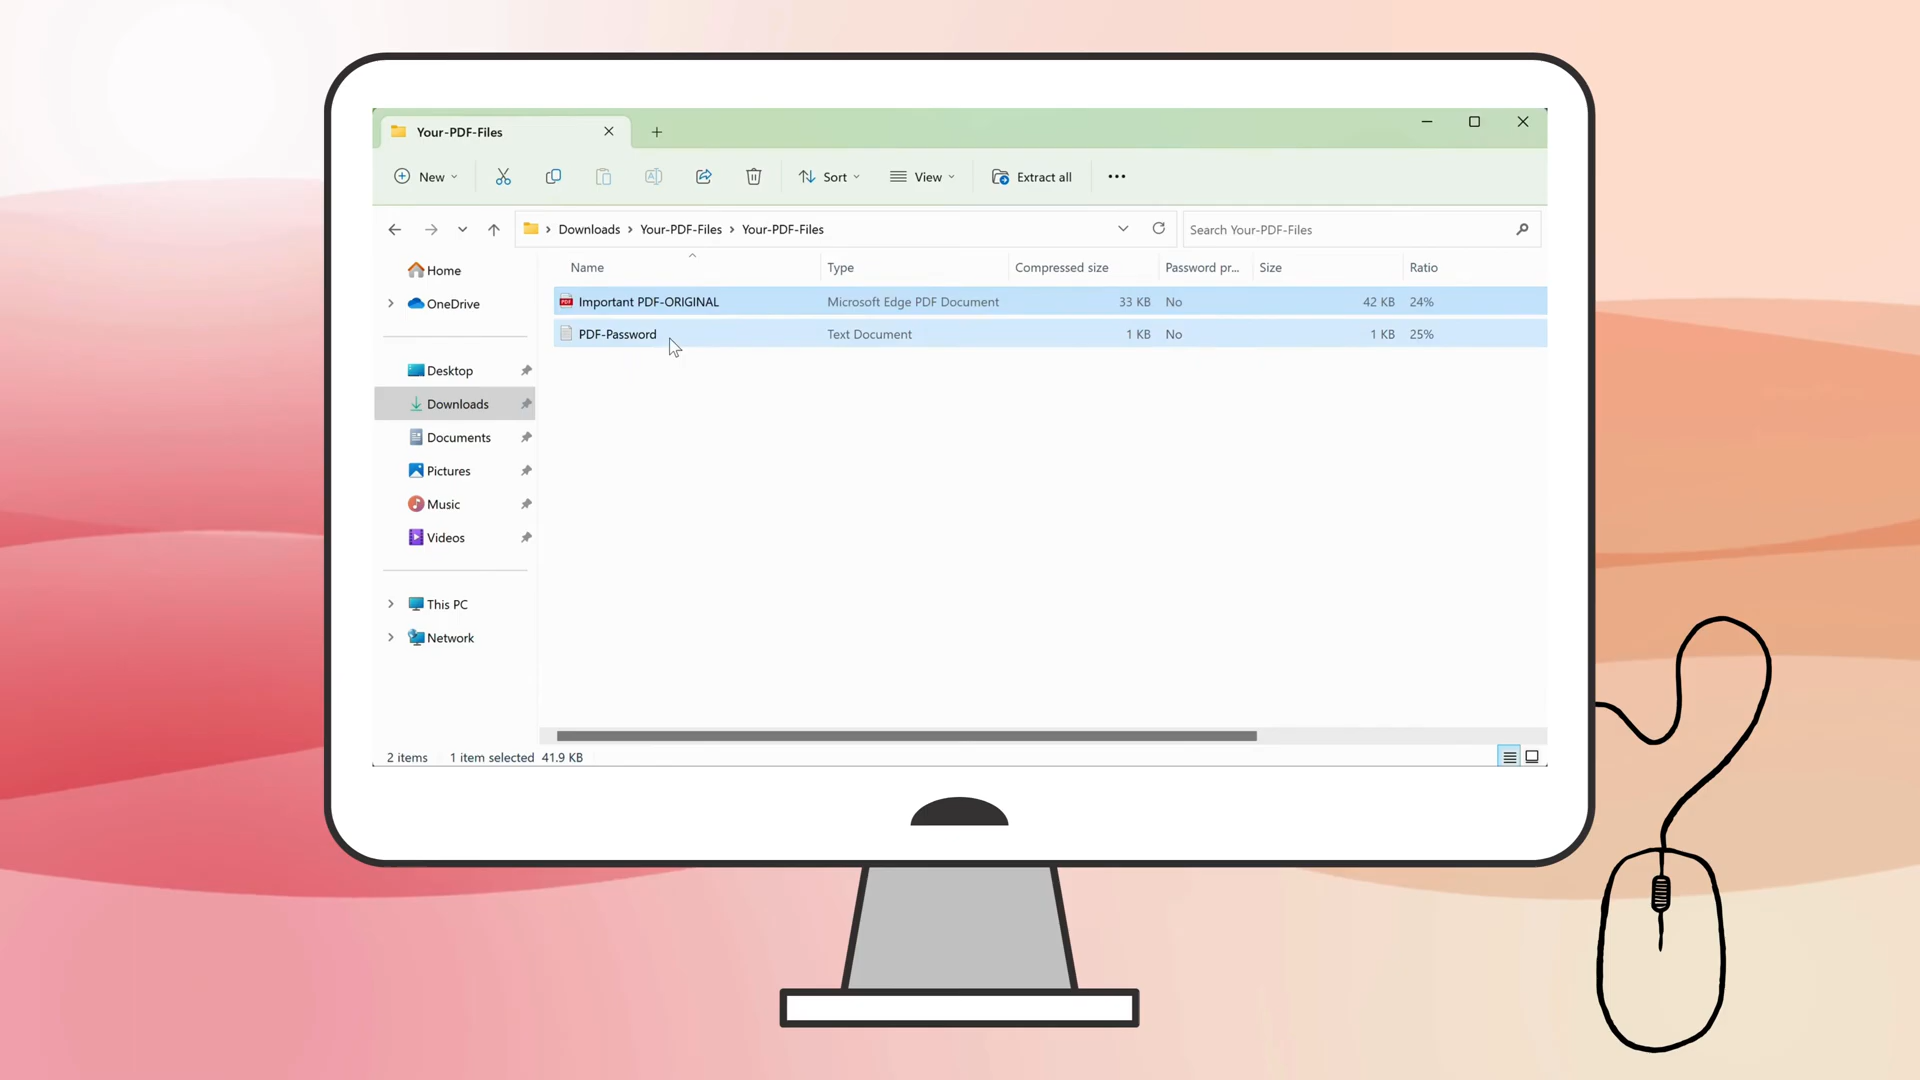 Your-PDF-Files
New
Sort
View
Extract all
Downloads
Your-PDF-Files
Your-PDF-Files
Search Your-PDF-Files
Name Type Compressed size Password pr... Size Ratio
Important PDF-ORIGINAL Microsoft Edge PDF Document 33 KB No 42 KB 24%
PDF-Password Text Document 1 KB No 1 KB 25%
Home
OneDrive
Desktop
Downloads
Documents
Pictures
Music
Videos
This PC
Network
2 items 1 item selected 41.9 KB